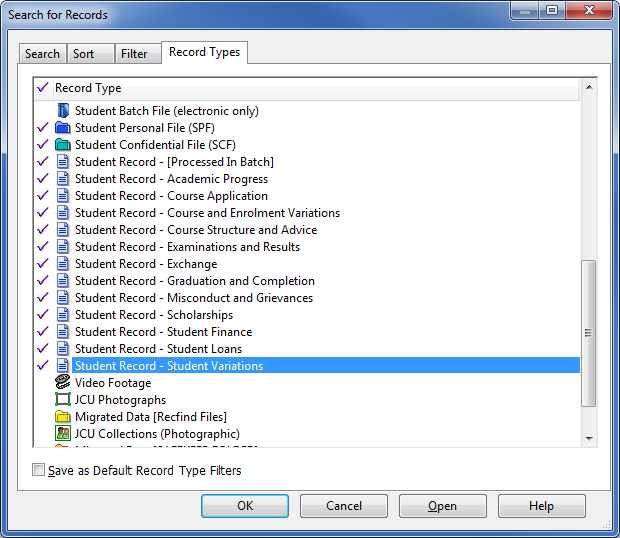 Search for Records
Search Sort Filter Record Types
Record Type
Student Batch File (electronic only)
Student Personal File (SPF)
Student Confidential File (SCF)
Student Record - [Processed In Batch]
Student Record - Academic Progress
Student Record - Course Application
Student Record - Course and Enrolment Variations
Student Record - Course Structure and Advice
Student Record - Examinations and Results
Student Record - Exchange
Student Record - Graduation and Completion
Student Record - Misconduct and Grievances
Student Record - Scholarships
Student Record - Student Finance
Student Record - Student Loans
Student Record - Student Variations
Video Footage
JCU Photographs
Migrated Data [Recfind Files]
JCU Collections (Photographic)
Save as Default Record Type Filters
OK Cancel Open Help